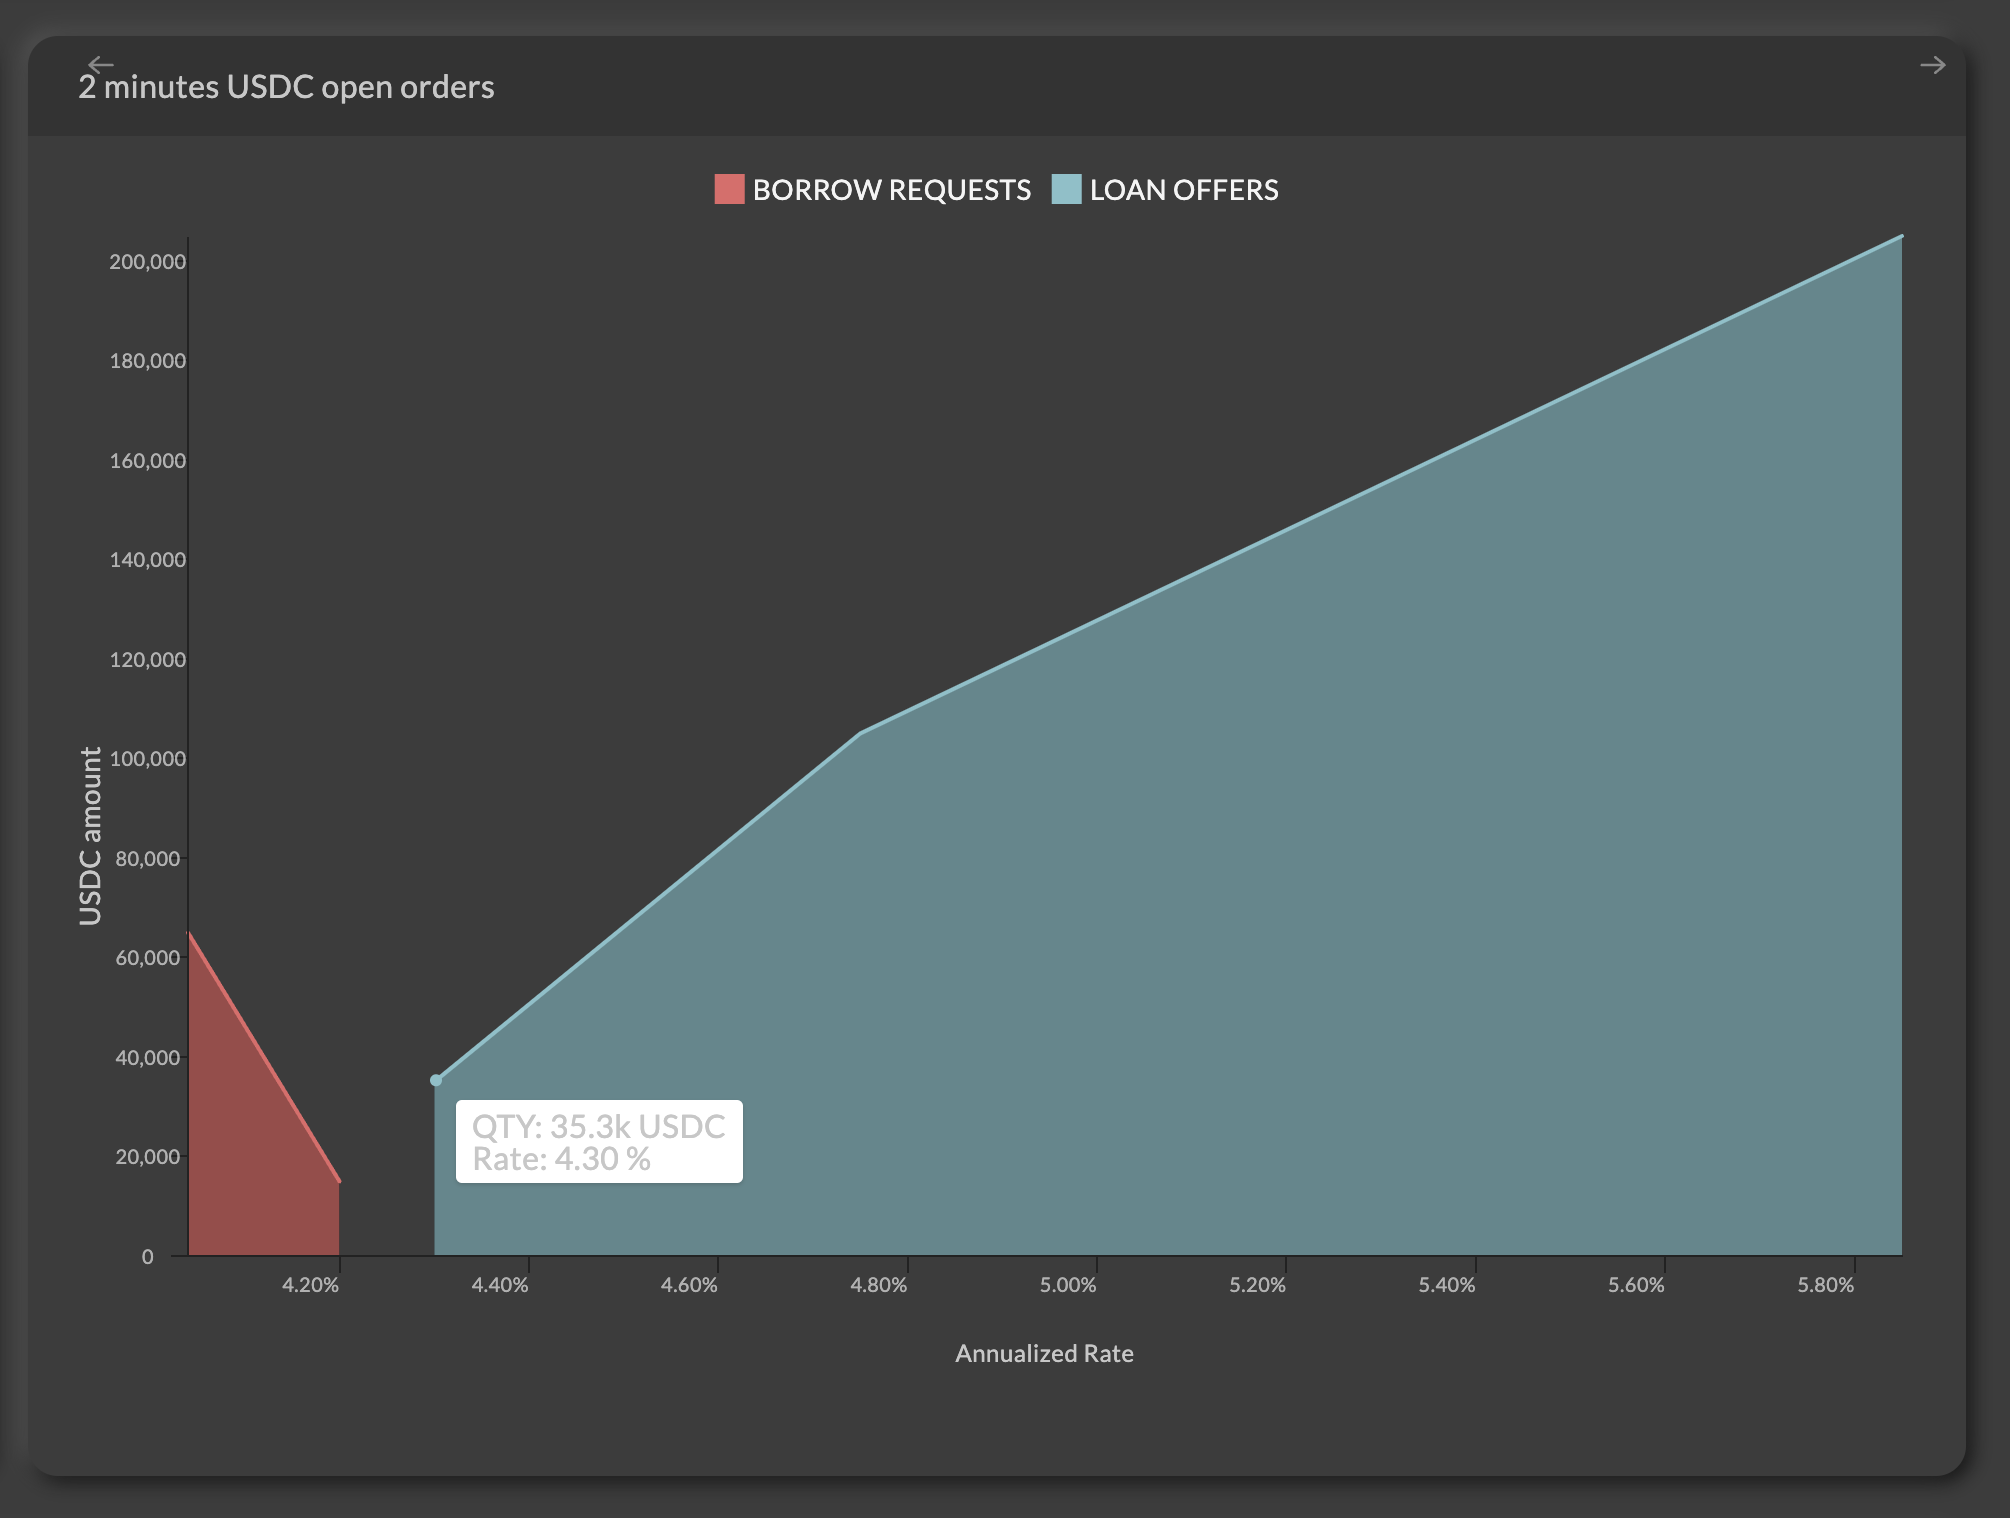 2 minutes USDC open orders
BORROW REQUESTS LOAN OFFERS
200,000
180,000
160,000
140,000
120,000
100,000
80,000
60,000
40,000
20,000
0
USDC amount
QTY: 35.3k USDC
Rate: 4.30 %
4.20% 4.40% 4.60% 4.80% 5.00% 5.20% 5.40% 5.60% 5.80%
Annualized Rate